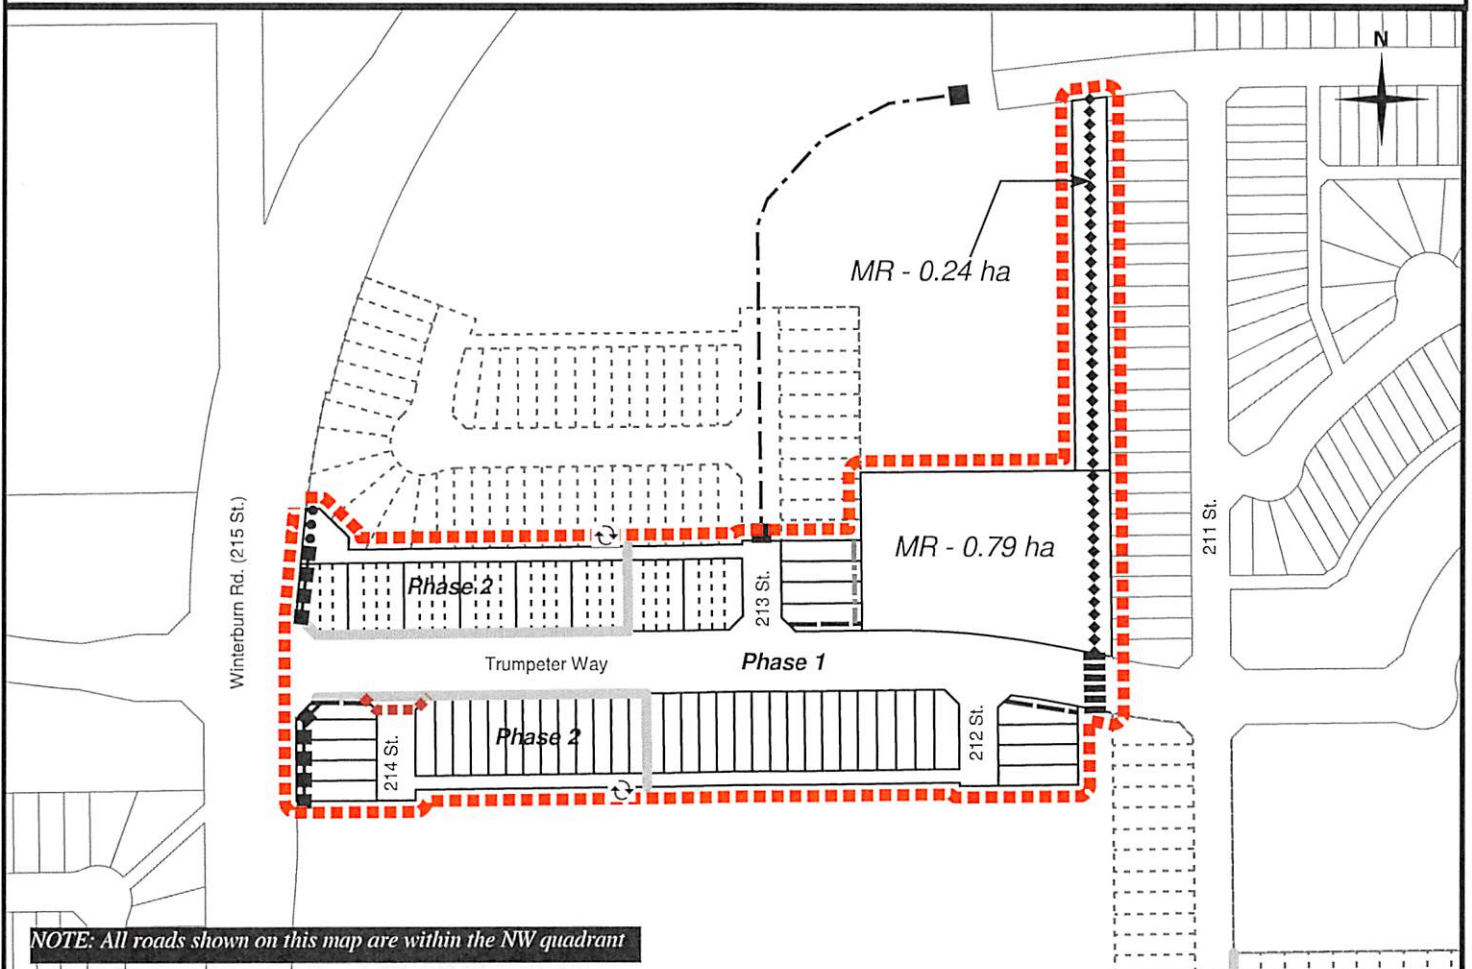 N
MR - 0.24 ha
MR - 0.79 ha
211 St.
Winterburn Rd. (215 St.)
Phase 2
213 St.
Trumpeter Way
Phase 1
Phase 2
214 St.
212 St.
NOTE: All roads shown on this map are within the NW quadrant